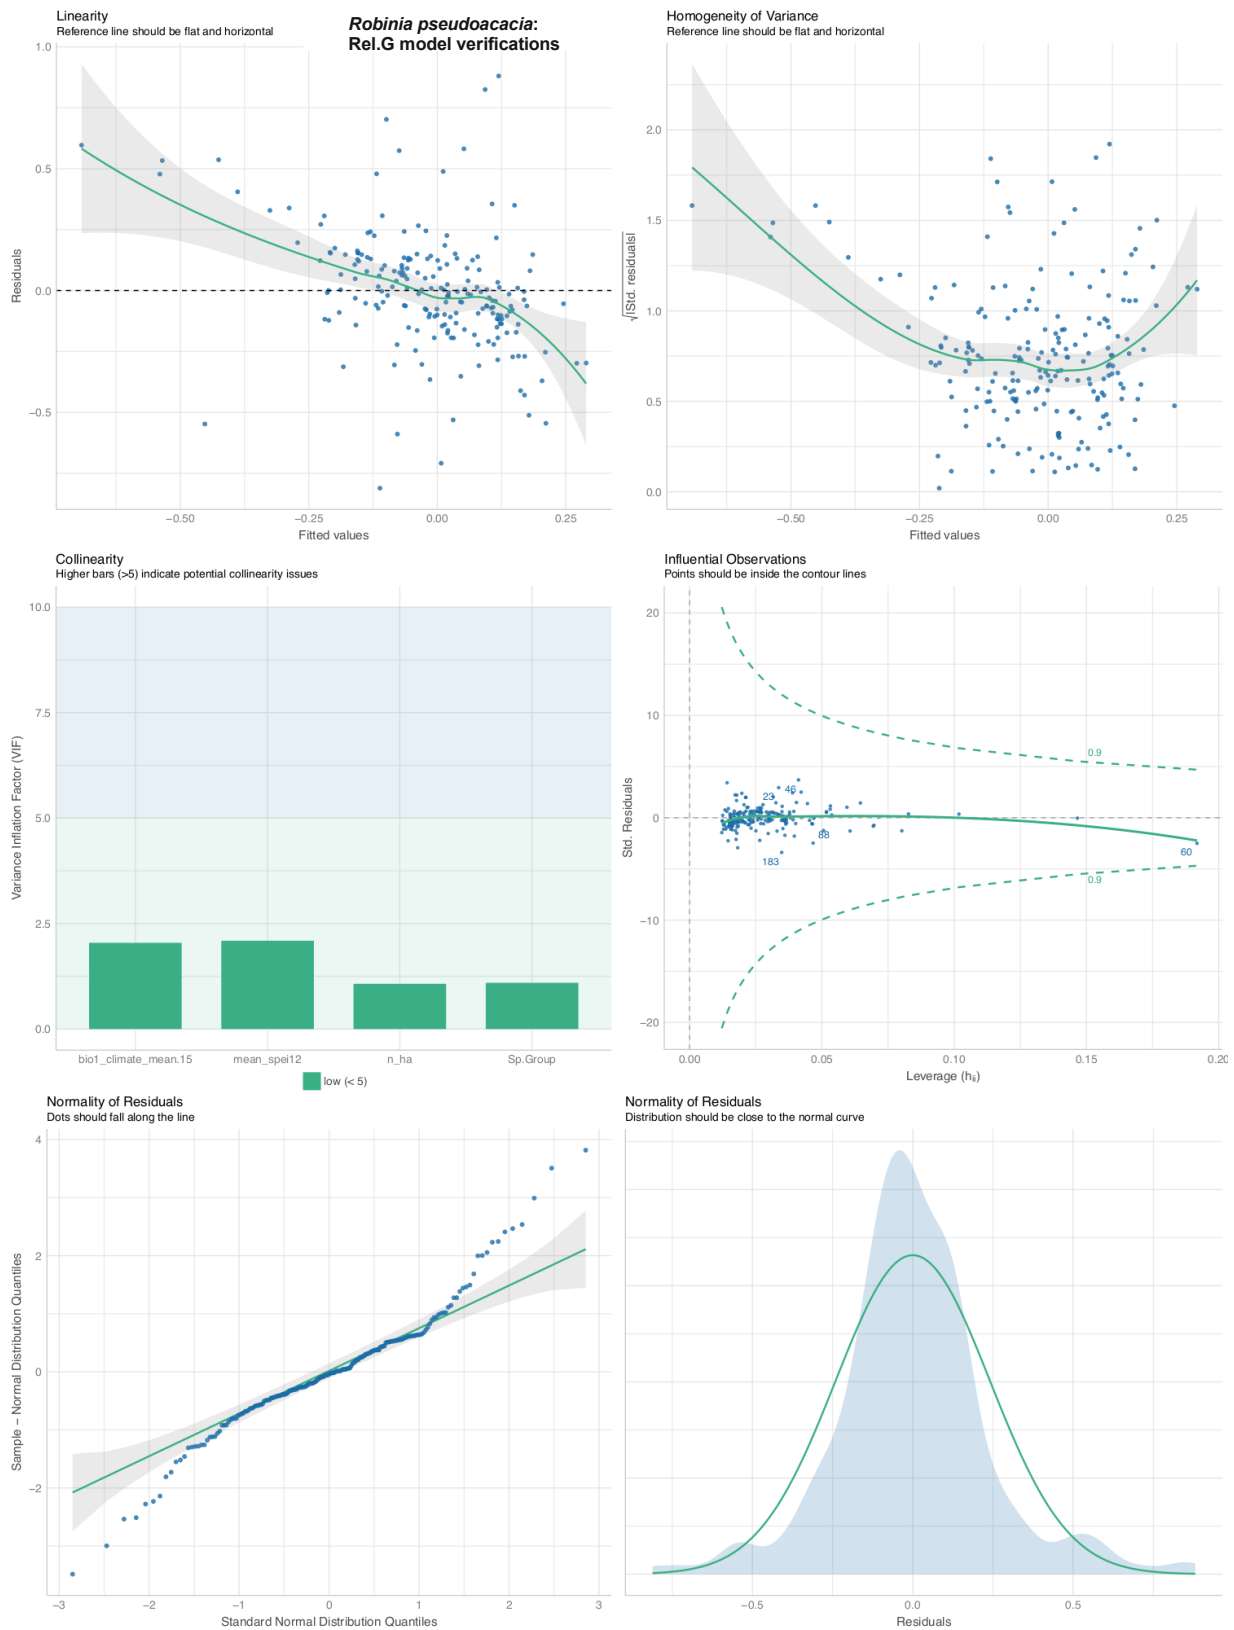 Linearity
Reference line should be flat and horizontal
Robinia pseudoacacia:
Rel.G model verifications
1.0
0.5
0.0
−0.5
Residuals
−0.50
−0.25
0.00
0.25
Fitted values
Homogeneity of Variance
Reference line should be flat and horizontal
2.0
1.5
1.0
0.5
0.0
√|Std. residuals|
−0.50
−0.25
0.00
0.25
Fitted values
Collinearity
Higher bars (>5) indicate potential collinearity issues
10.0
7.5
5.0
2.5
0.0
Variance Inflation Factor (VIF)
bio1_climate_mean.15
mean_spei12
n_ha
Sp.Group
low (< 5)
Influential Observations
Points should be inside the contour lines
20
10
0
−10
−20
Std. Residuals
0.9
23
46
88
183
60
0.9
0.00
0.05
0.10
0.15
0.20
Leverage (hᵢᵢ)
Normality of Residuals
Dots should fall along the line
4
2
0
−2
Sample − Normal Distribution Quantiles
−3
−2
−1
0
1
2
3
Standard Normal Distribution Quantiles
Normality of Residuals
Distribution should be close to the normal curve
−0.5
0.0
0.5
Residuals